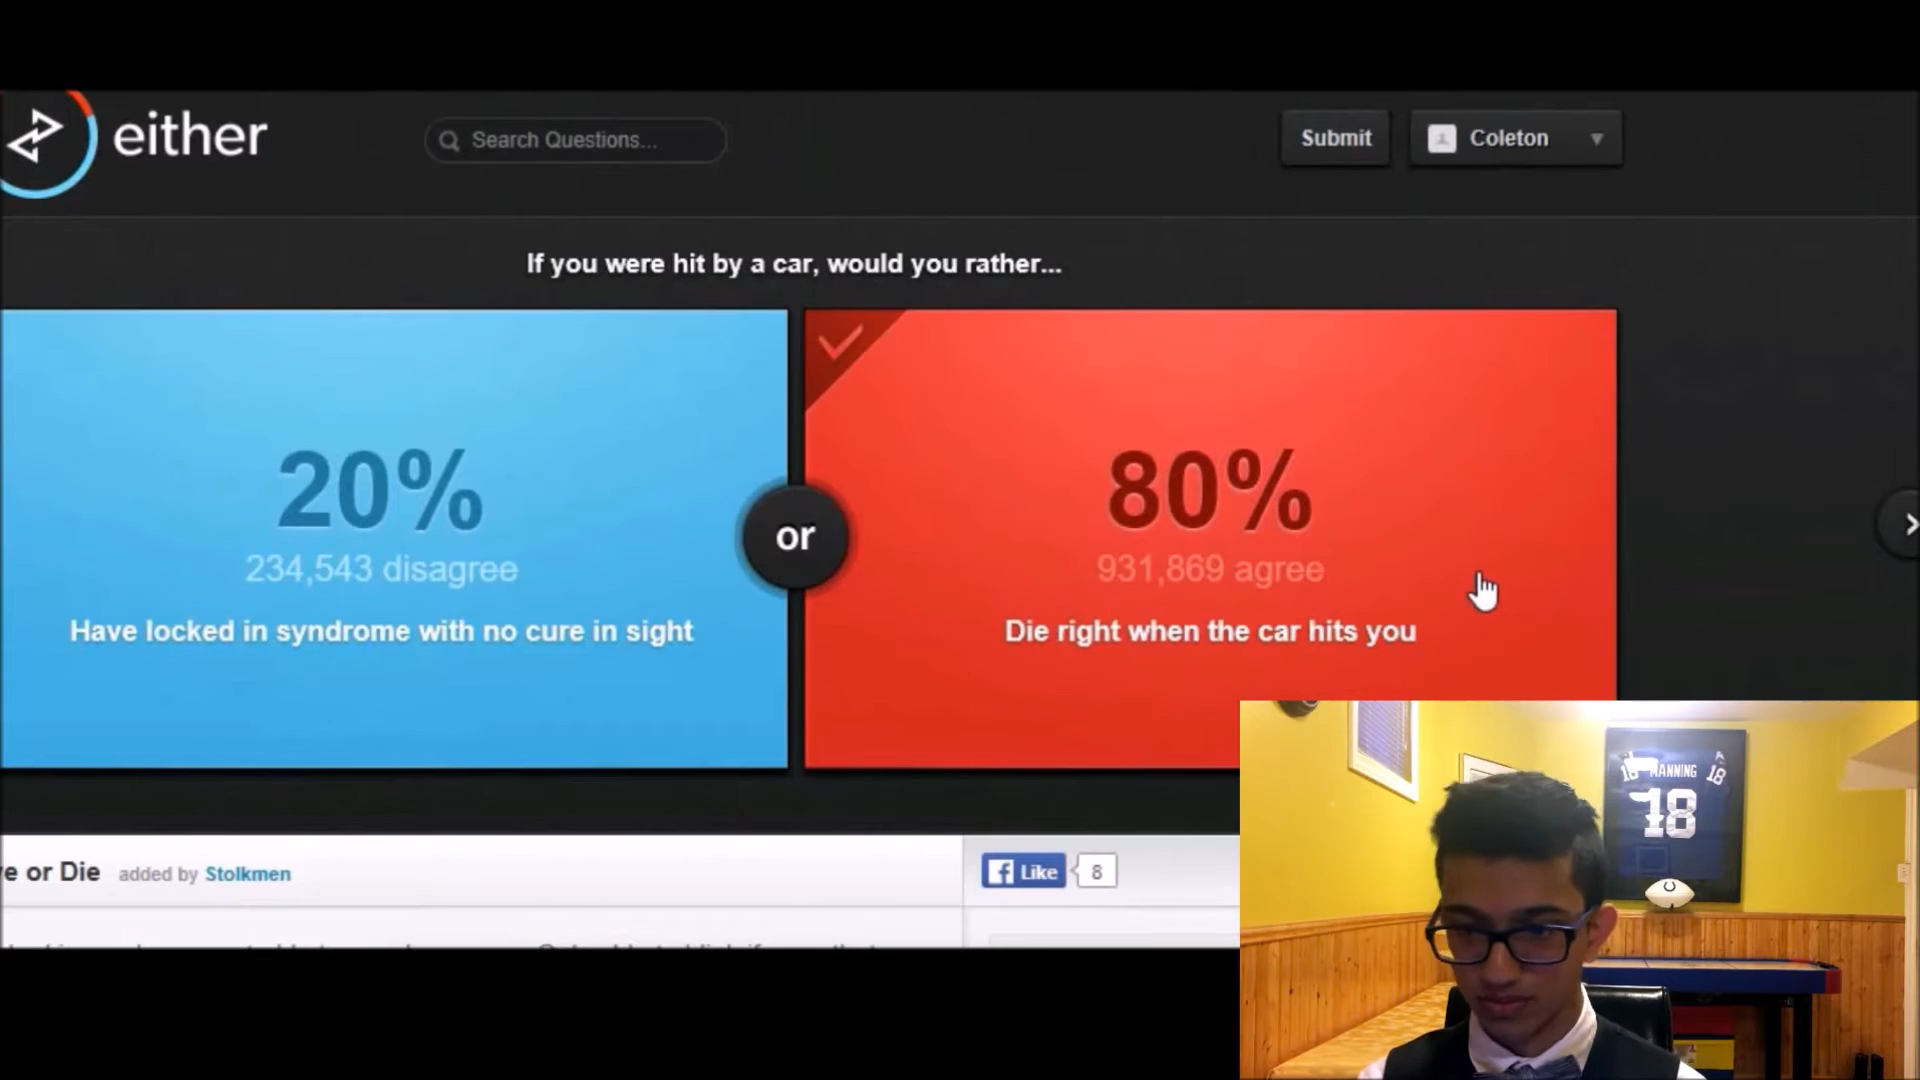 either
Search Questions...
Submit
Coleton
If you were hit by a car, would you rather...
20%
234,543 disagree
Have locked in syndrome with no cure in sight
or
80%
931,869 agree
Die right when the car hits you
e or Die added by Stolkmen
Like 8
18 MANNING 18
18